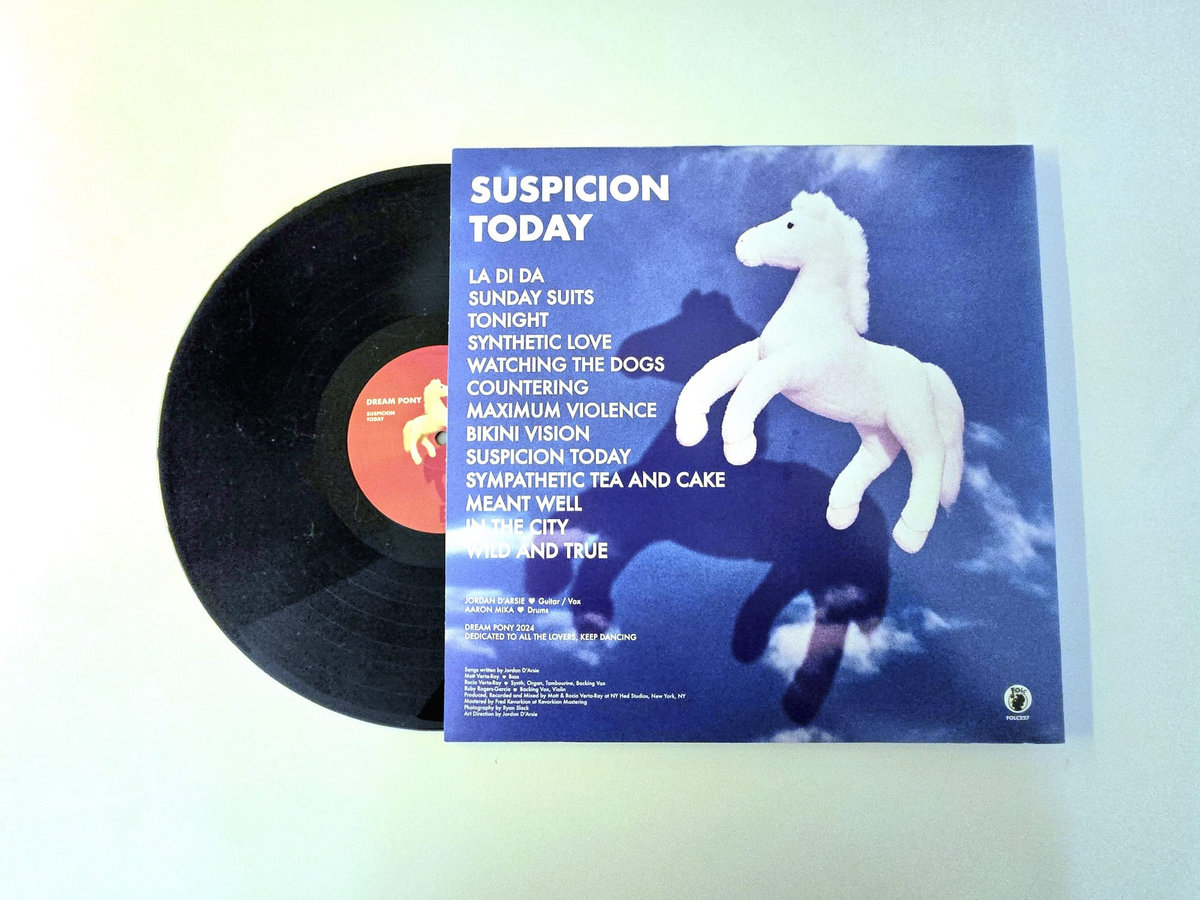 DREAM PONY
SUSPICION
TODAY
SUSPICION
TODAY
LA DI DA
SUNDAY SUITS
TONIGHT
SYNTHETIC LOVE
WATCHING THE DOGS
COUNTERING
MAXIMUM VIOLENCE
BIKINI VISION
SUSPICION TODAY
SYMPATHETIC TEA AND CAKE
MEANT WELL
IN THE CITY
WILD AND TRUE
JORDAN D'ARSIE ♥ Guitar / Vox
AARON MIKA ♥ Drums
DREAM PONY 2024
DEDICATED TO ALL THE LOVERS, KEEP DANCING
Songs written by Jordan D'Arsie
Matt Verta-Ray ♥ Bass
Rocio Verta-Ray ♥ Synth, Organ, Tambourine, Backing Vox
Ruby Rogers-Garcia ♥ Backing Vox, Violin
Produced, Recorded and Mixed by Matt & Rocio Verta-Ray at NY Hed Studios, New York, NY
Mastered by Fred Kevorkian at Kevorkian Mastering
Photography by Ryan Slack
Art Direction by Jordan D'Arsie
FOLC
FOLC227